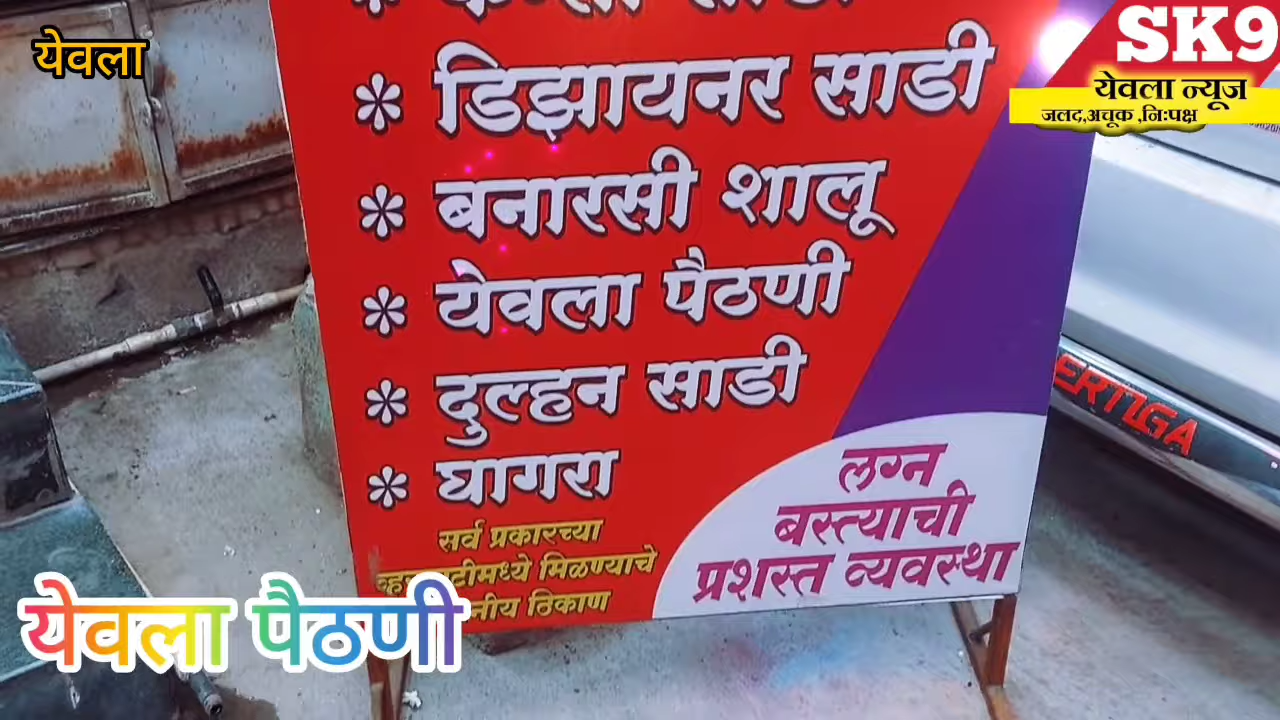 येवला
SK9
येवला न्यूज
जलद,अचूक ,नि:पक्ष
साडी
* डिझायनर साडी
* बनारसी शालू
* येवला पैठणी
* दुल्हन साडी
* घागरा
सर्व प्रकारच्या
मिळण्याचे
ठिकाण
लग्न
बस्त्याची
प्रशस्त व्यवस्था
ERTIGA
येवला पैठणी